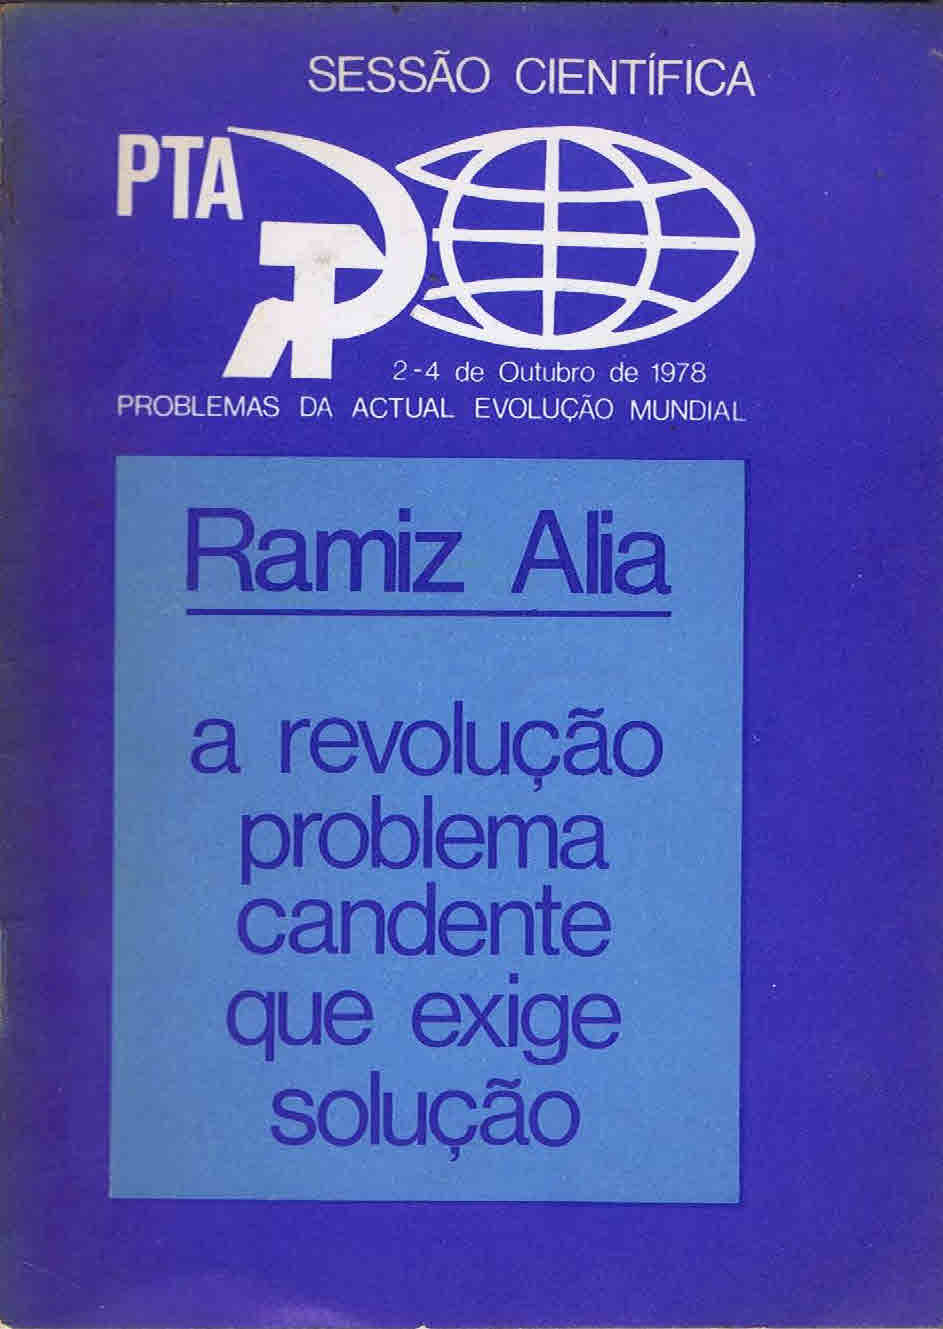 SESSÃO CIENTÍFICA
PTA
2-4 de Outubro de 1978
PROBLEMAS DA ACTUAL EVOLUÇÃO MUNDIAL
Ramiz Alia
a revolução
problema
candente
que exige
solução